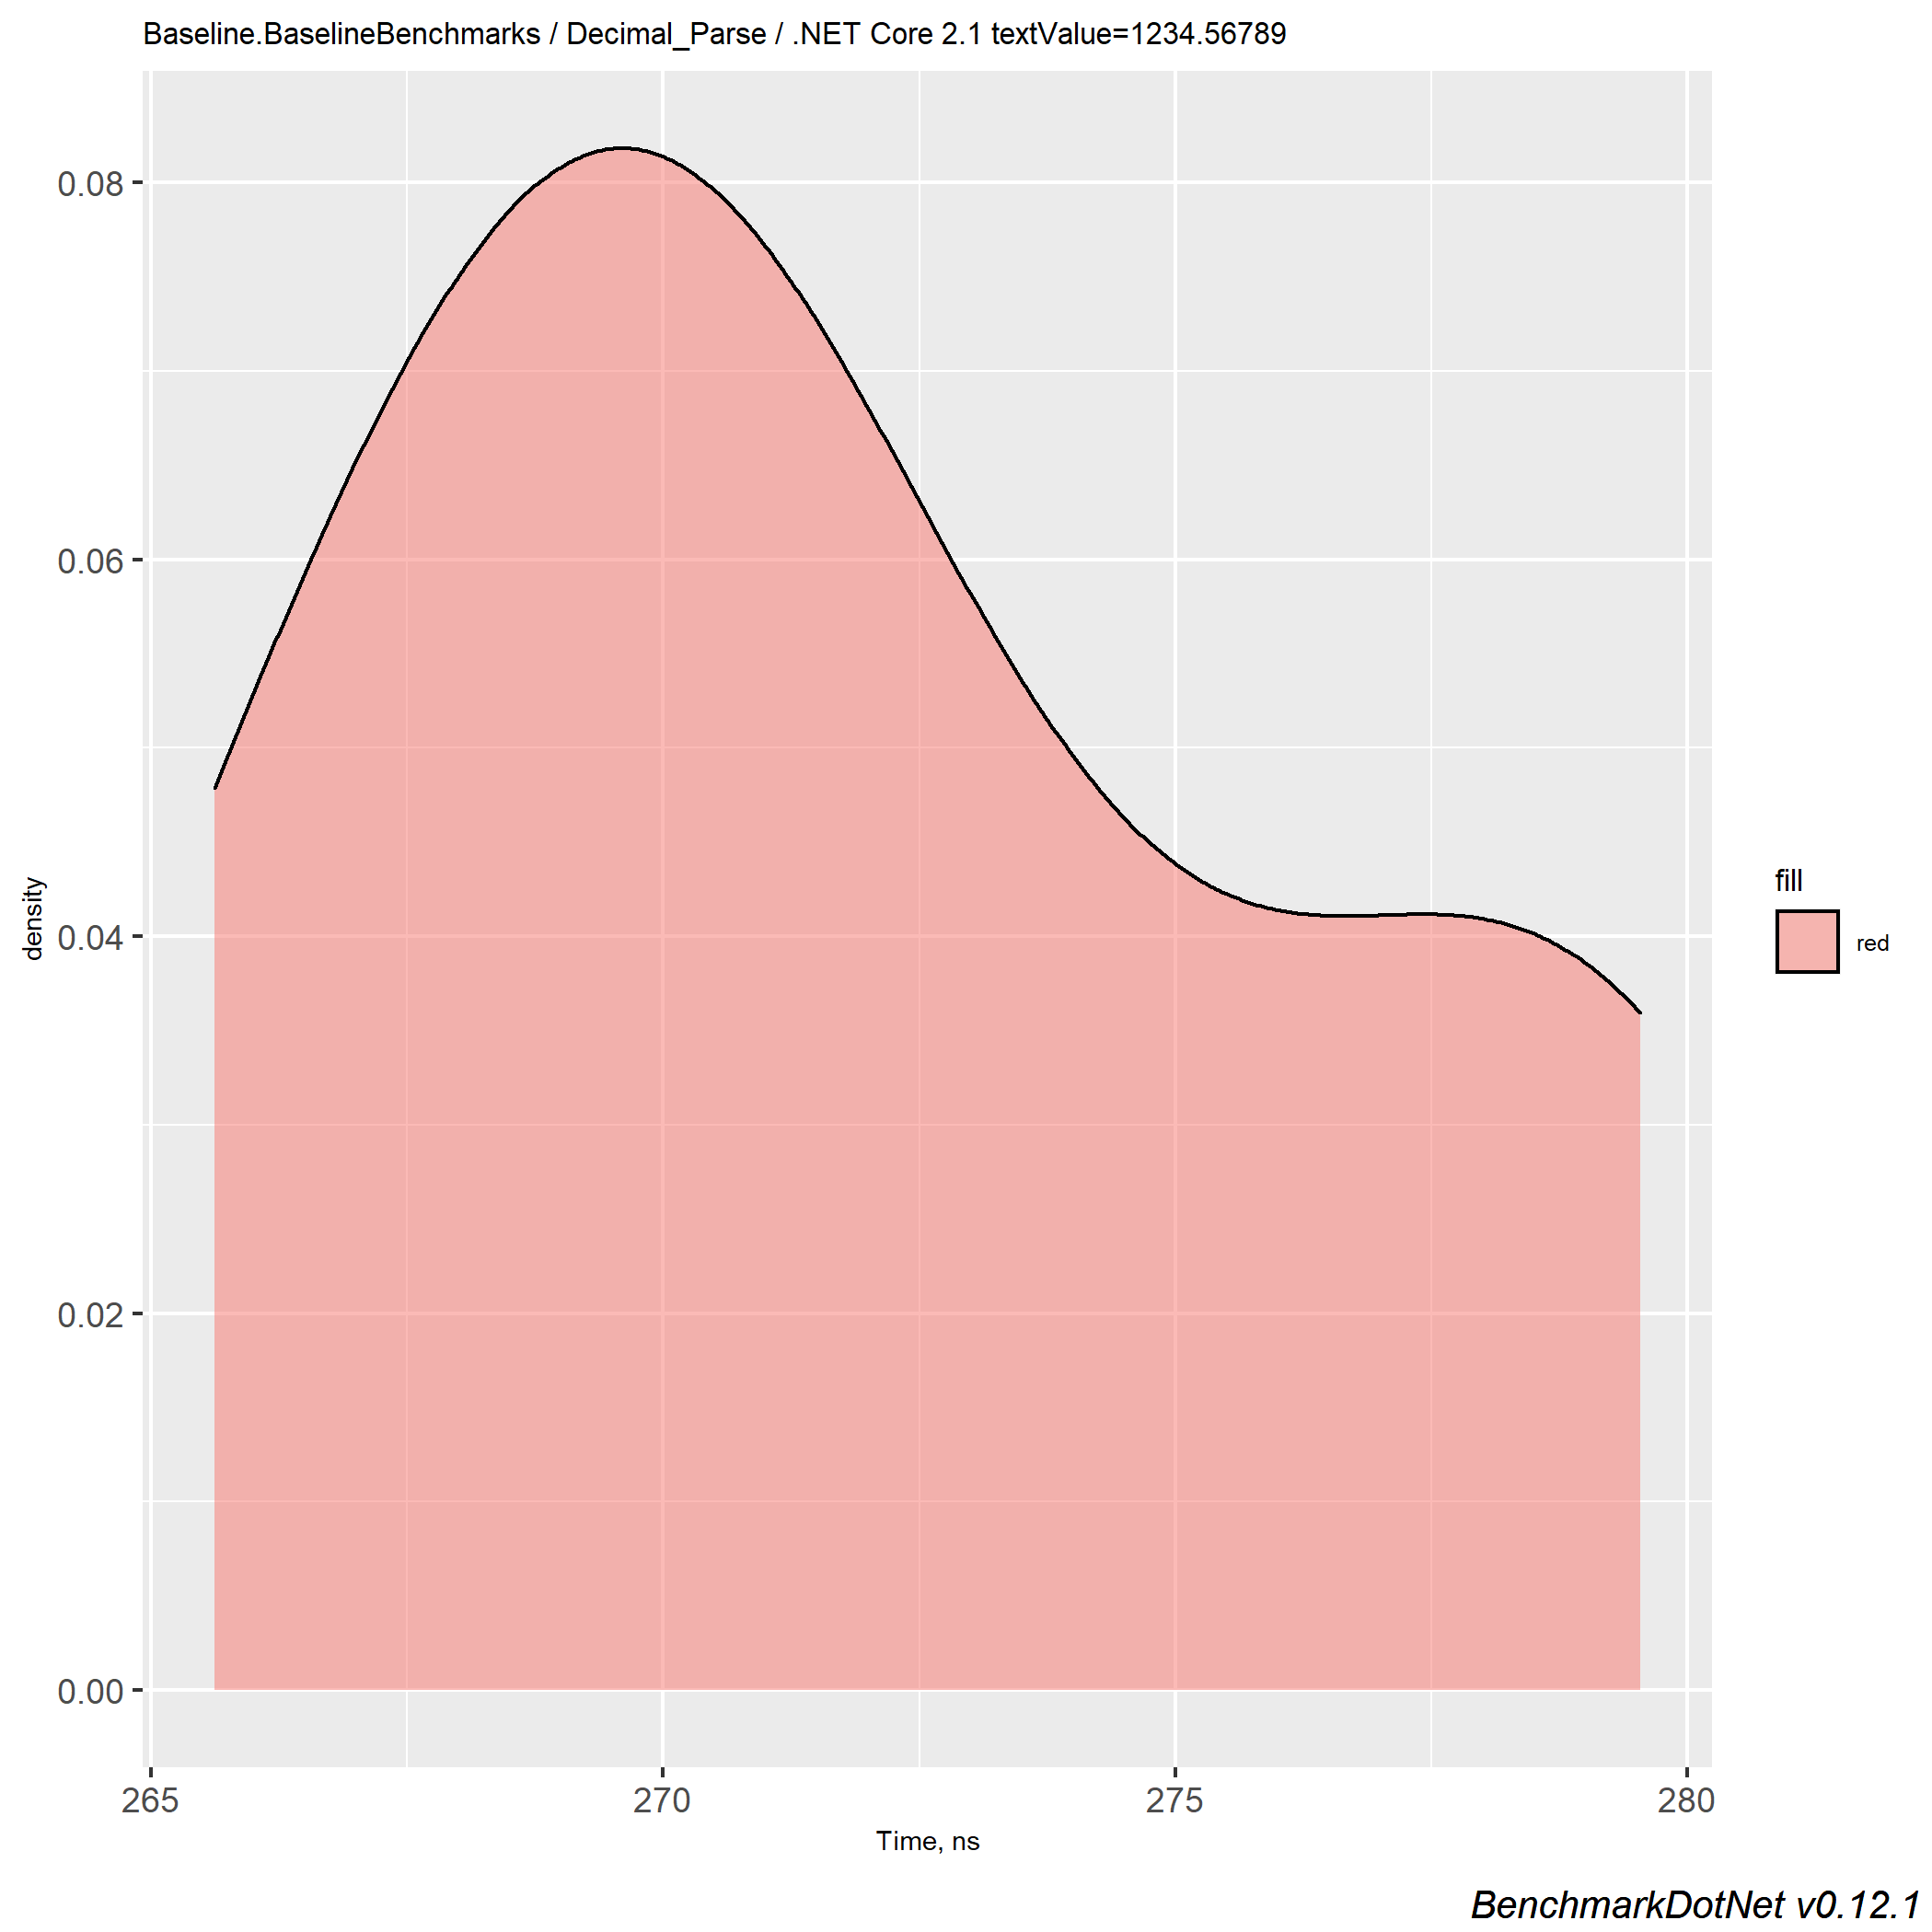 Baseline.BaselineBenchmarks / Decimal_Parse / .NET Core 2.1 textValue=1234.56789
0.08
0.06
0.04
0.02
0.00
density
265 270 275 280
Time, ns
fill
red
BenchmarkDotNet v0.12.1